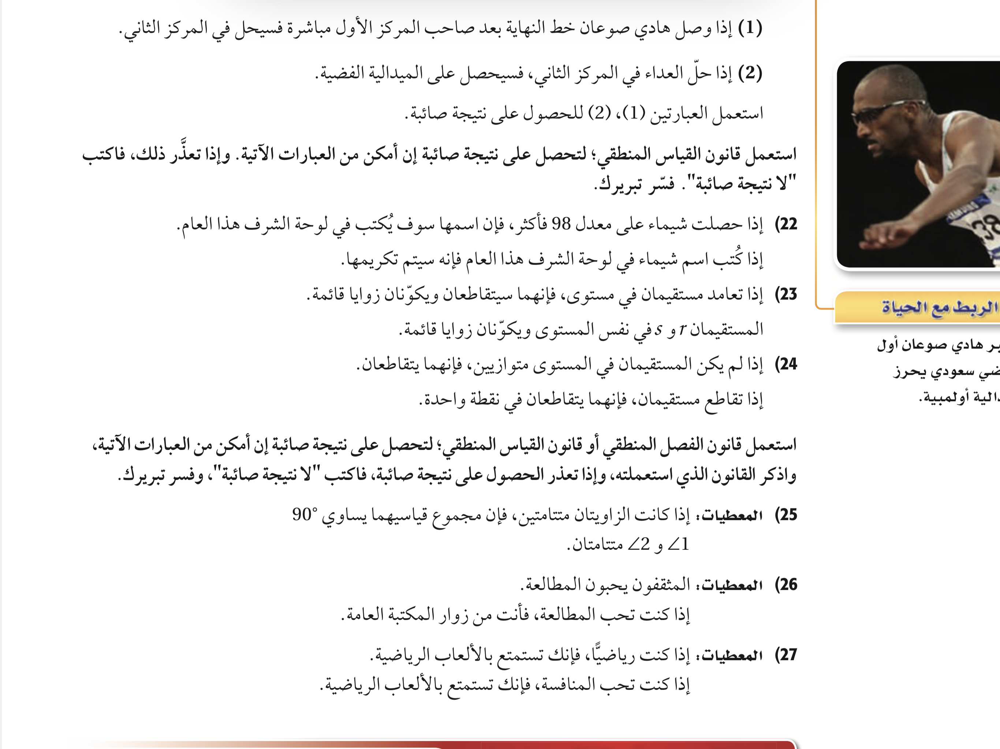 (1) إذا وصل هادي صوعان خط النهاية بعد صاحب المركز الأول مباشرة فسيحل في المركز الثاني.
(2) إذا حلّ العداء في المركز الثاني، فسيحصل على الميدالية الفضية.
استعمل العبارتين (1)، (2) للحصول على نتيجة صائبة.
استعمل قانون القياس المنطقي؛ لتحصل على نتيجة صائبة إن أمكن من العبارات الآتية. وإذا تعذَّر ذلك، فاكتب
"لا نتيجة صائبة". فسّر تبريرك.
22) إذا حصلت شيماء على معدل 98 فأكثر، فإن اسمها سوف يُكتب في لوحة الشرف هذا العام.
إذا كُتب اسم شيماء في لوحة الشرف هذا العام فإنه سيتم تكريمها.
23) إذا تعامد مستقيمان في مستوى، فإنهما سيتقاطعان ويكوّنان زوايا قائمة.
المستقيمان r و s في نفس المستوى ويكوّنان زوايا قائمة.
24) إذا لم يكن المستقيمان في المستوى متوازيين، فإنهما يتقاطعان.
إذا تقاطع مستقيمان، فإنهما يتقاطعان في نقطة واحدة.
استعمل قانون الفصل المنطقي أو قانون القياس المنطقي؛ لتحصل على نتيجة صائبة إن أمكن من العبارات الآتية،
واذكر القانون الذي استعملته، وإذا تعذر الحصول على نتيجة صائبة، فاكتب "لا نتيجة صائبة"، وفسر تبريرك.
25) المعطيات: إذا كانت الزاويتان متتامتين، فإن مجموع قياسيهما يساوي 90°
∠1 و ∠2 متتامتان.
26) المعطيات: المثقفون يحبون المطالعة.
إذا كنت تحب المطالعة، فأنت من زوار المكتبة العامة.
27) المعطيات: إذا كنت رياضيًّا، فإنك تستمتع بالألعاب الرياضية.
إذا كنت تحب المنافسة، فإنك تستمتع بالألعاب الرياضية.
38
الربط مع الحياة
هادي صوعان أول
سعودي يحرز
أولمبية.